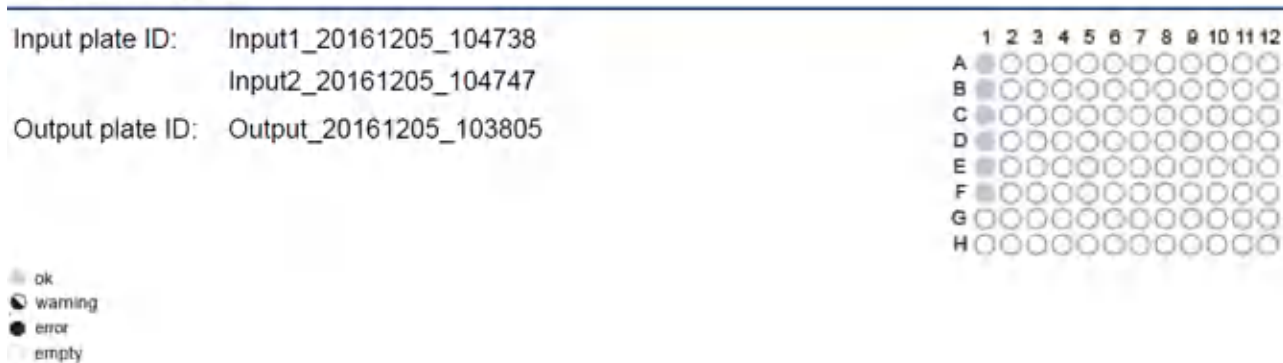 Input plate ID: Input1_20161205_104738
Input2_20161205_104747
Output plate ID: Output_20161205_103805
1 2 3 4 5 6 7 8 9 10 11 12
A
B
C
D
E
F
G
H
ok
warning
error
empty